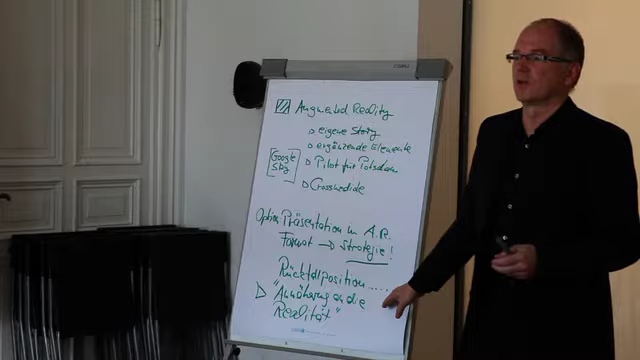 Augmented Reality
▷ eigene Story
▷ ergänzende Elemente
[Google Sky]
▷ Pilot für Potsdam
▷ Crossmediale
Option Präsentation in A.R.
Format → Strategie!
Rückfallposition.....
▷ "Annäherung an die
Realität"